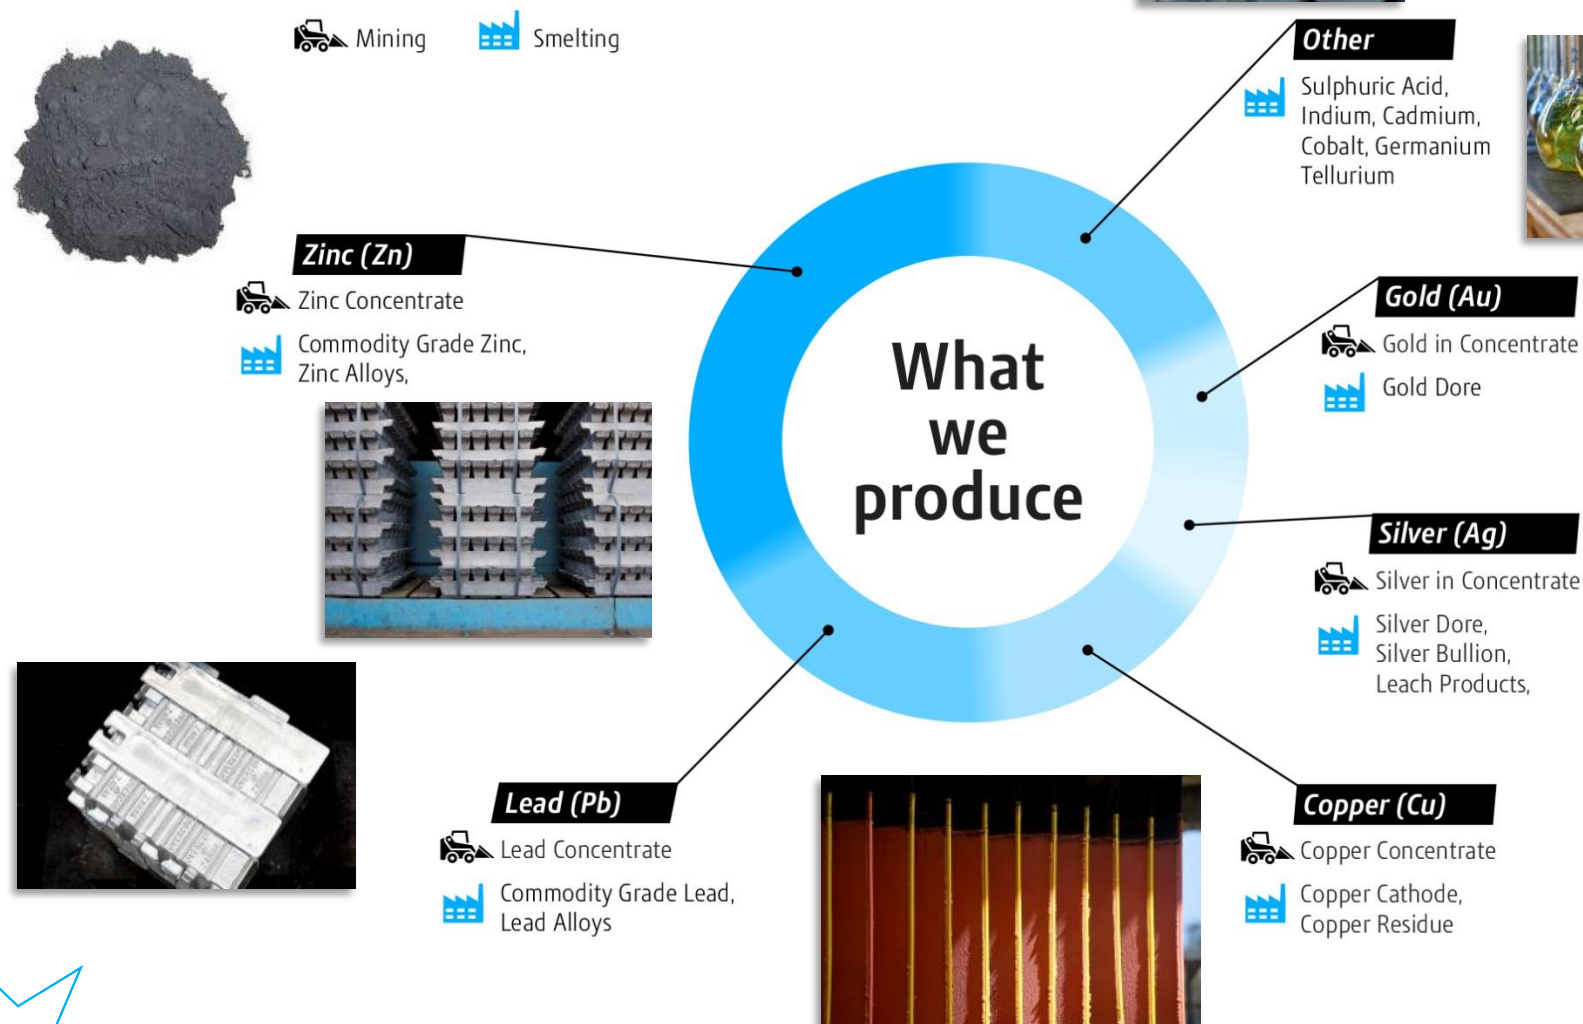 Mining
Smelting
Other
Sulphuric Acid,
Indium, Cadmium,
Cobalt, Germanium
Tellurium
Zinc (Zn)
Zinc Concentrate
Commodity Grade Zinc,
Zinc Alloys,
What
we
produce
Gold (Au)
Gold in Concentrate
Gold Dore
Silver (Ag)
Silver in Concentrate
Silver Dore,
Silver Bullion,
Leach Products,
Lead (Pb)
Lead Concentrate
Commodity Grade Lead,
Lead Alloys
Copper (Cu)
Copper Concentrate
Copper Cathode,
Copper Residue